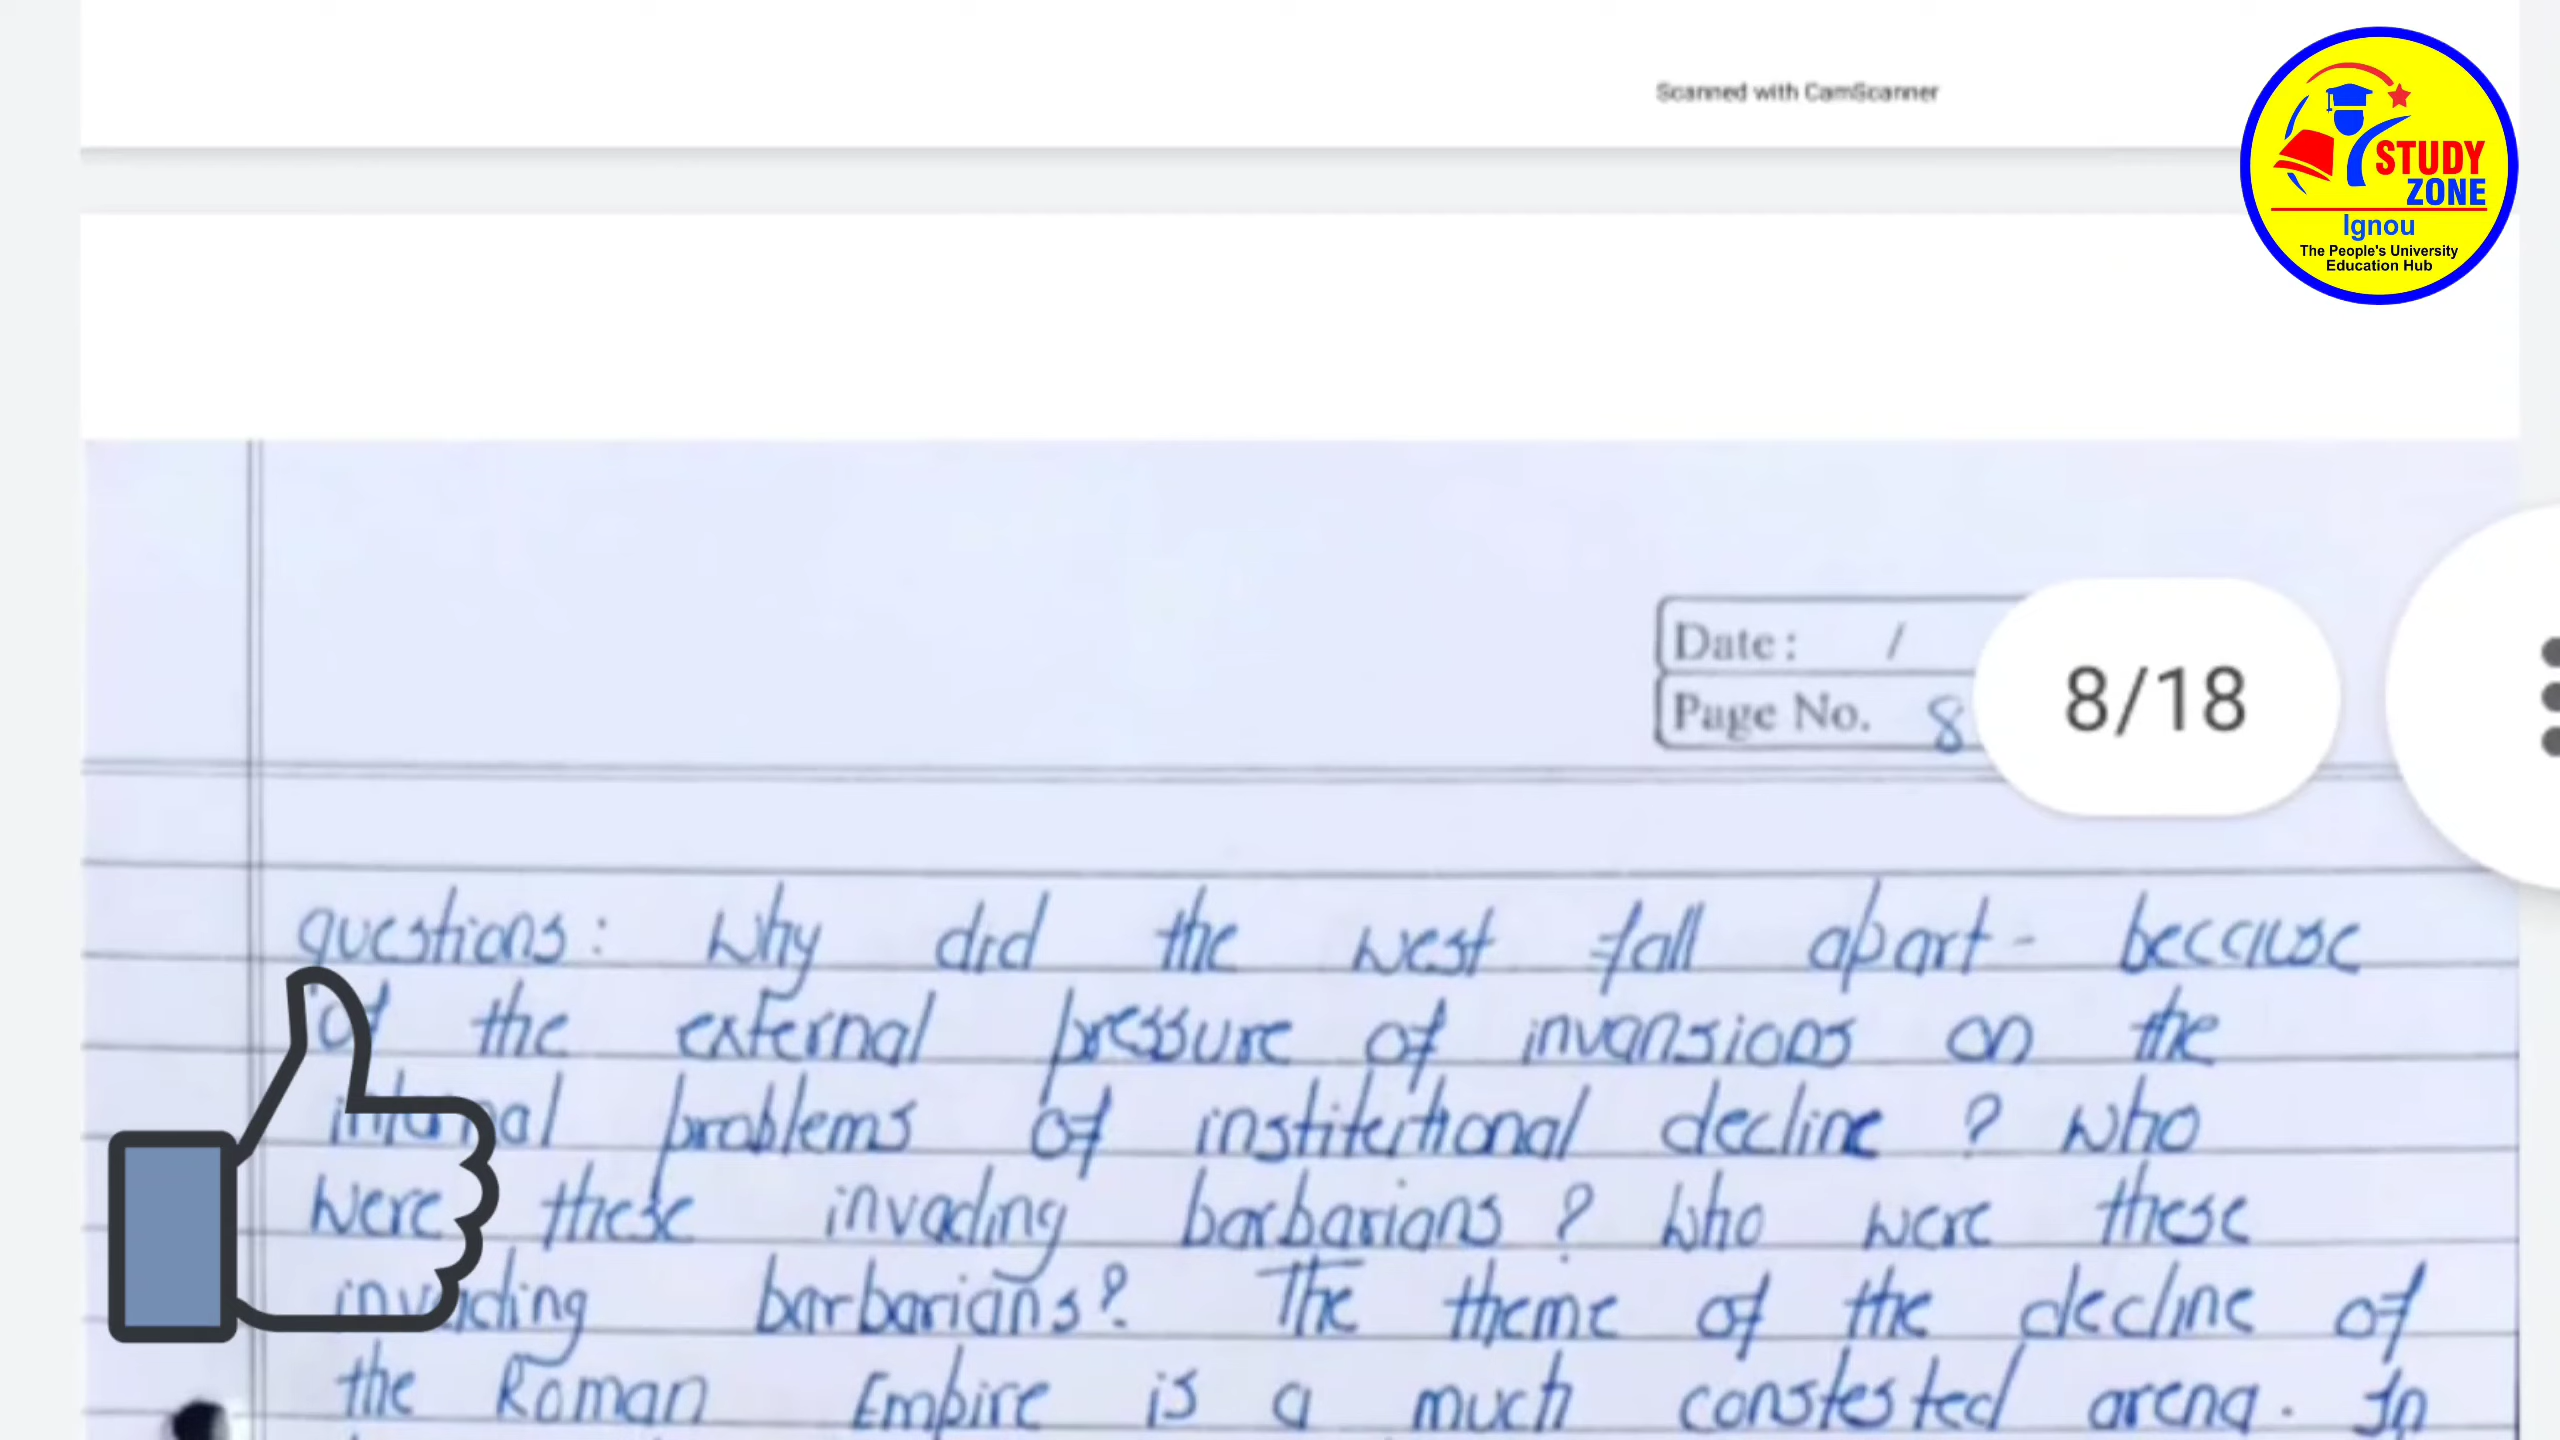 Scanned with CamScanner
STUDY
ZONE
Ignou
The People's University
Education Hub
Date: /
Page No. 8
8/18
questions: Why did the west fall apart - because
of the external pressure of invansions on the
internal problems of institertional decline ? Who
were these invading barbarians ? Who were these
invading barbarians? The theme of the decline of
the Roman Empire is a much constested arena. In